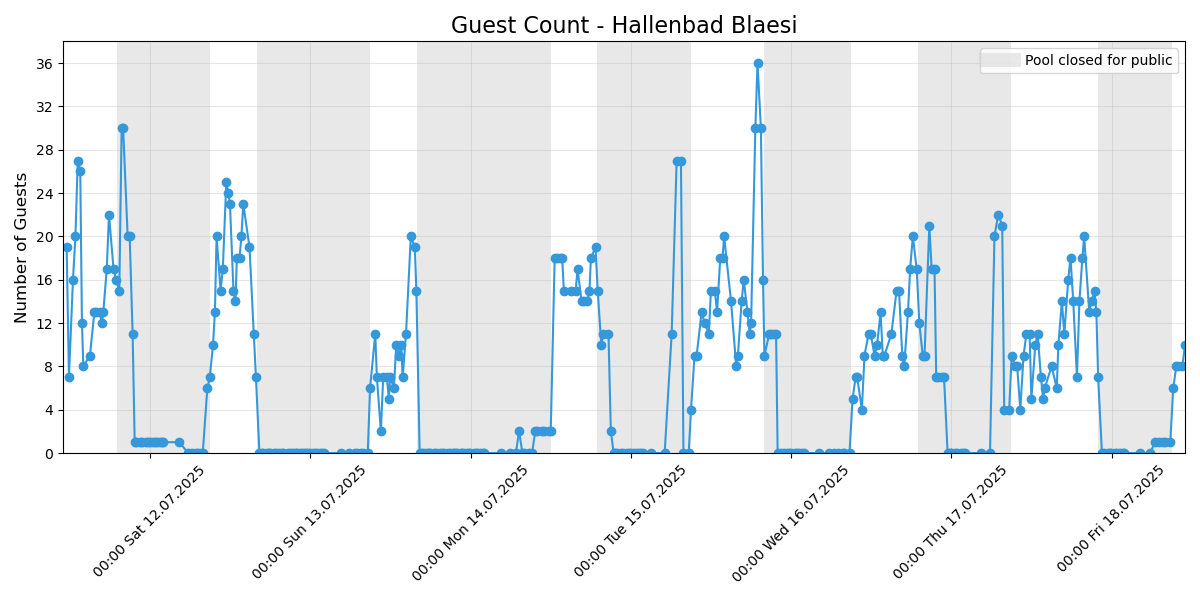 Guest Count - Hallenbad Blaesi
Pool closed for public
Number of Guests
36
32
28
24
20
16
12
8
4
0
00:00 Sat 12.07.2025
00:00 Sun 13.07.2025
00:00 Mon 14.07.2025
00:00 Tue 15.07.2025
00:00 Wed 16.07.2025
00:00 Thu 17.07.2025
00:00 Fri 18.07.2025